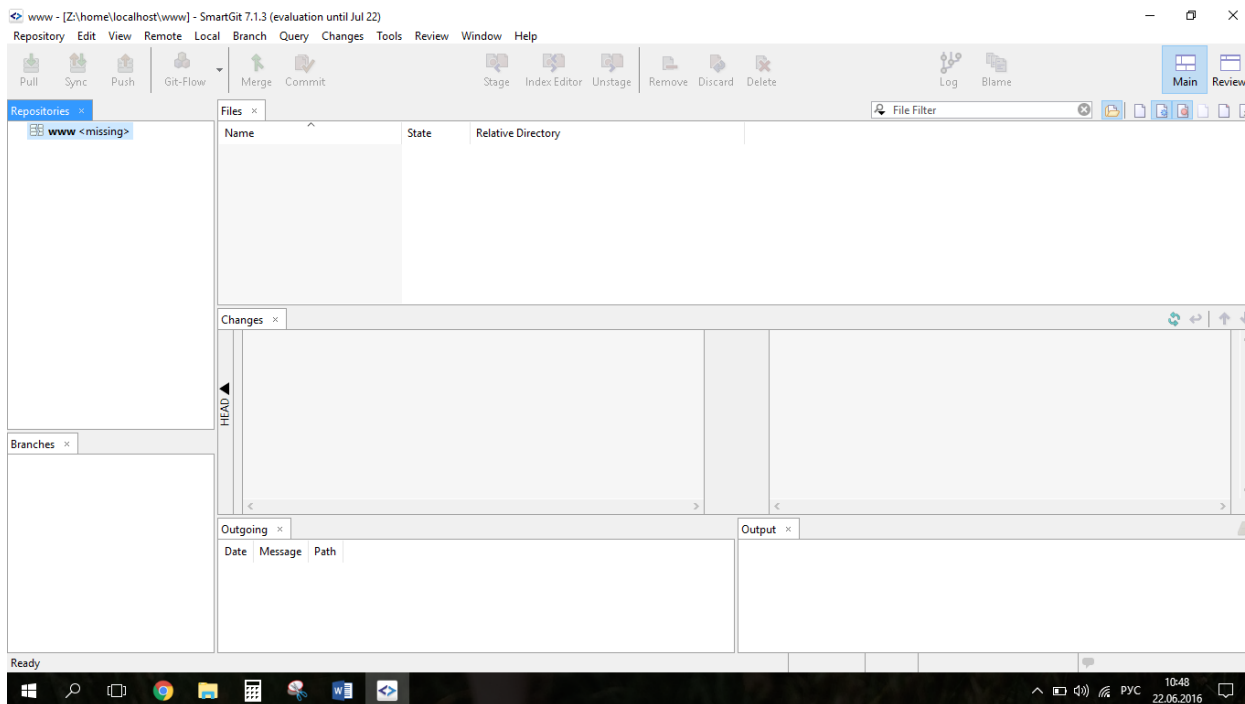 www - [Z:\home\localhost\www] - SmartGit 7.1.3 (evaluation until Jul 22)
Repository Edit View Remote Local Branch Query Changes Tools Review Window Help
Pull Sync Push Git-Flow Merge Commit Stage Index Editor Unstage Remove Discard Delete Log Blame Main Review
Repositories Files File Filter
www <missing>
Name State Relative Directory
Changes
HEAD
Branches
Outgoing Output
Date Message Path
Ready
РУС 10:48
22.06.2016